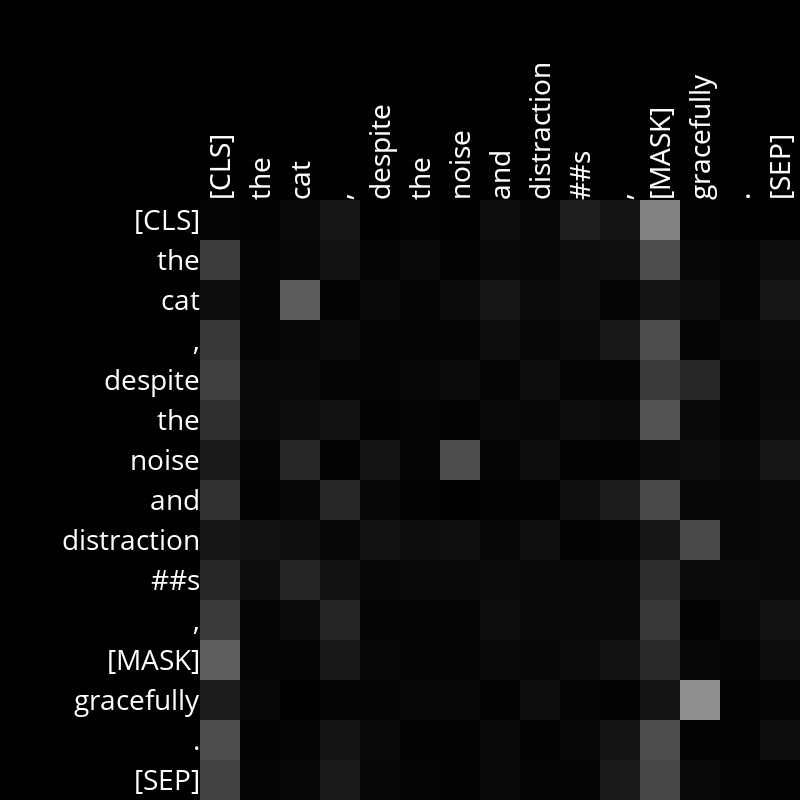 [CLS] the cat , despite the noise and distraction ##s , [MASK] gracefully . [SEP]
[CLS]
the
cat
,
despite
the
noise
and
distraction
##s
,
[MASK]
gracefully
.
[SEP]